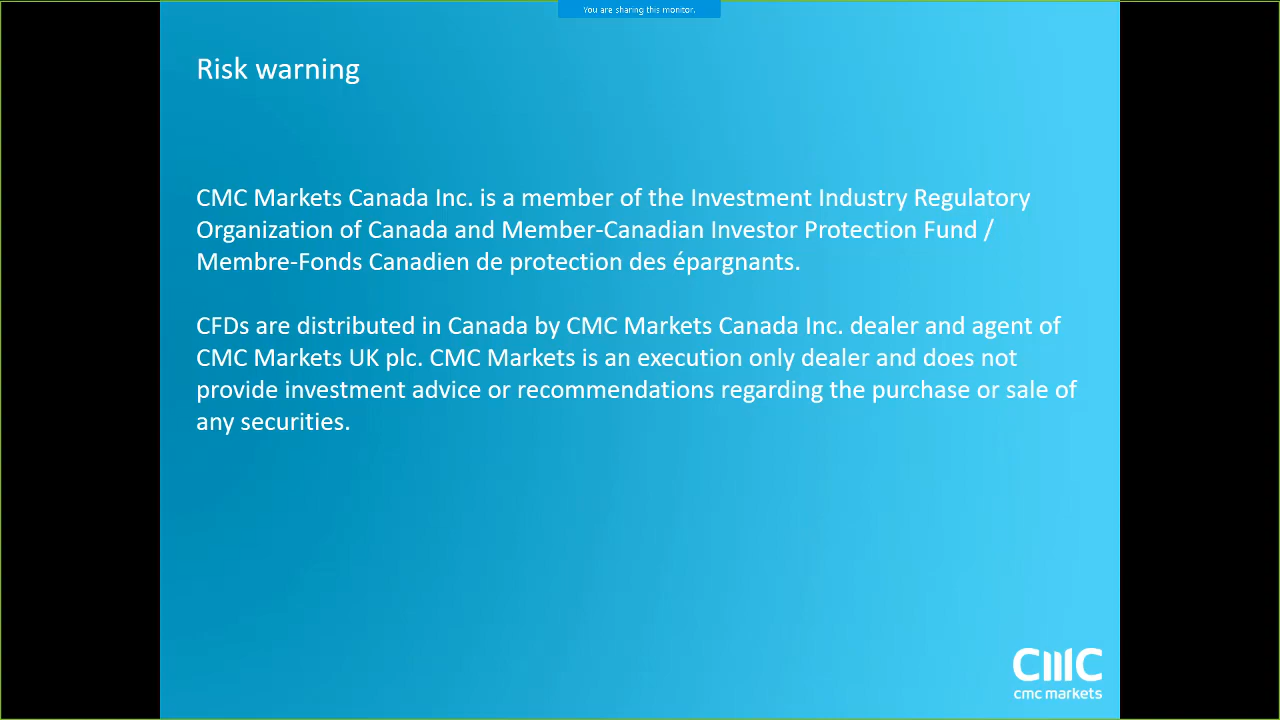 You are sharing this monitor.
Risk warning
CMC Markets Canada Inc. is a member of the Investment Industry Regulatory
Organization of Canada and Member-Canadian Investor Protection Fund /
Membre-Fonds Canadien de protection des épargnants.
CFDs are distributed in Canada by CMC Markets Canada Inc. dealer and agent of
CMC Markets UK plc. CMC Markets is an execution only dealer and does not
provide investment advice or recommendations regarding the purchase or sale of
any securities.
CMC
cmc markets